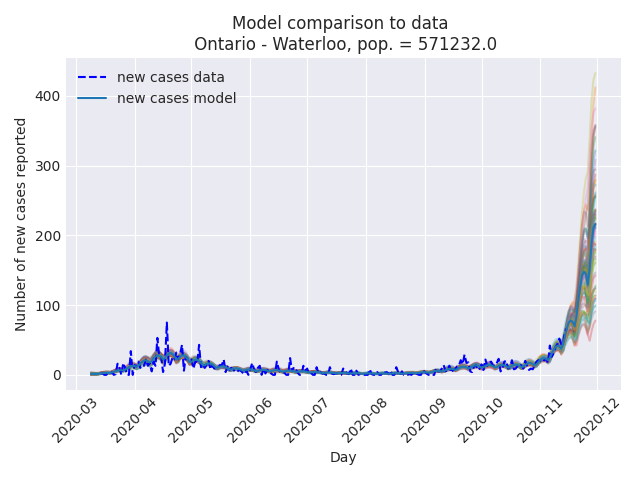 Model comparison to data
Ontario - Waterloo, pop. = 571232.0
new cases data
new cases model
Number of new cases reported
400
300
200
100
0
2020-03
2020-04
2020-05
2020-06
2020-07
2020-08
2020-09
2020-10
2020-11
2020-12
Day